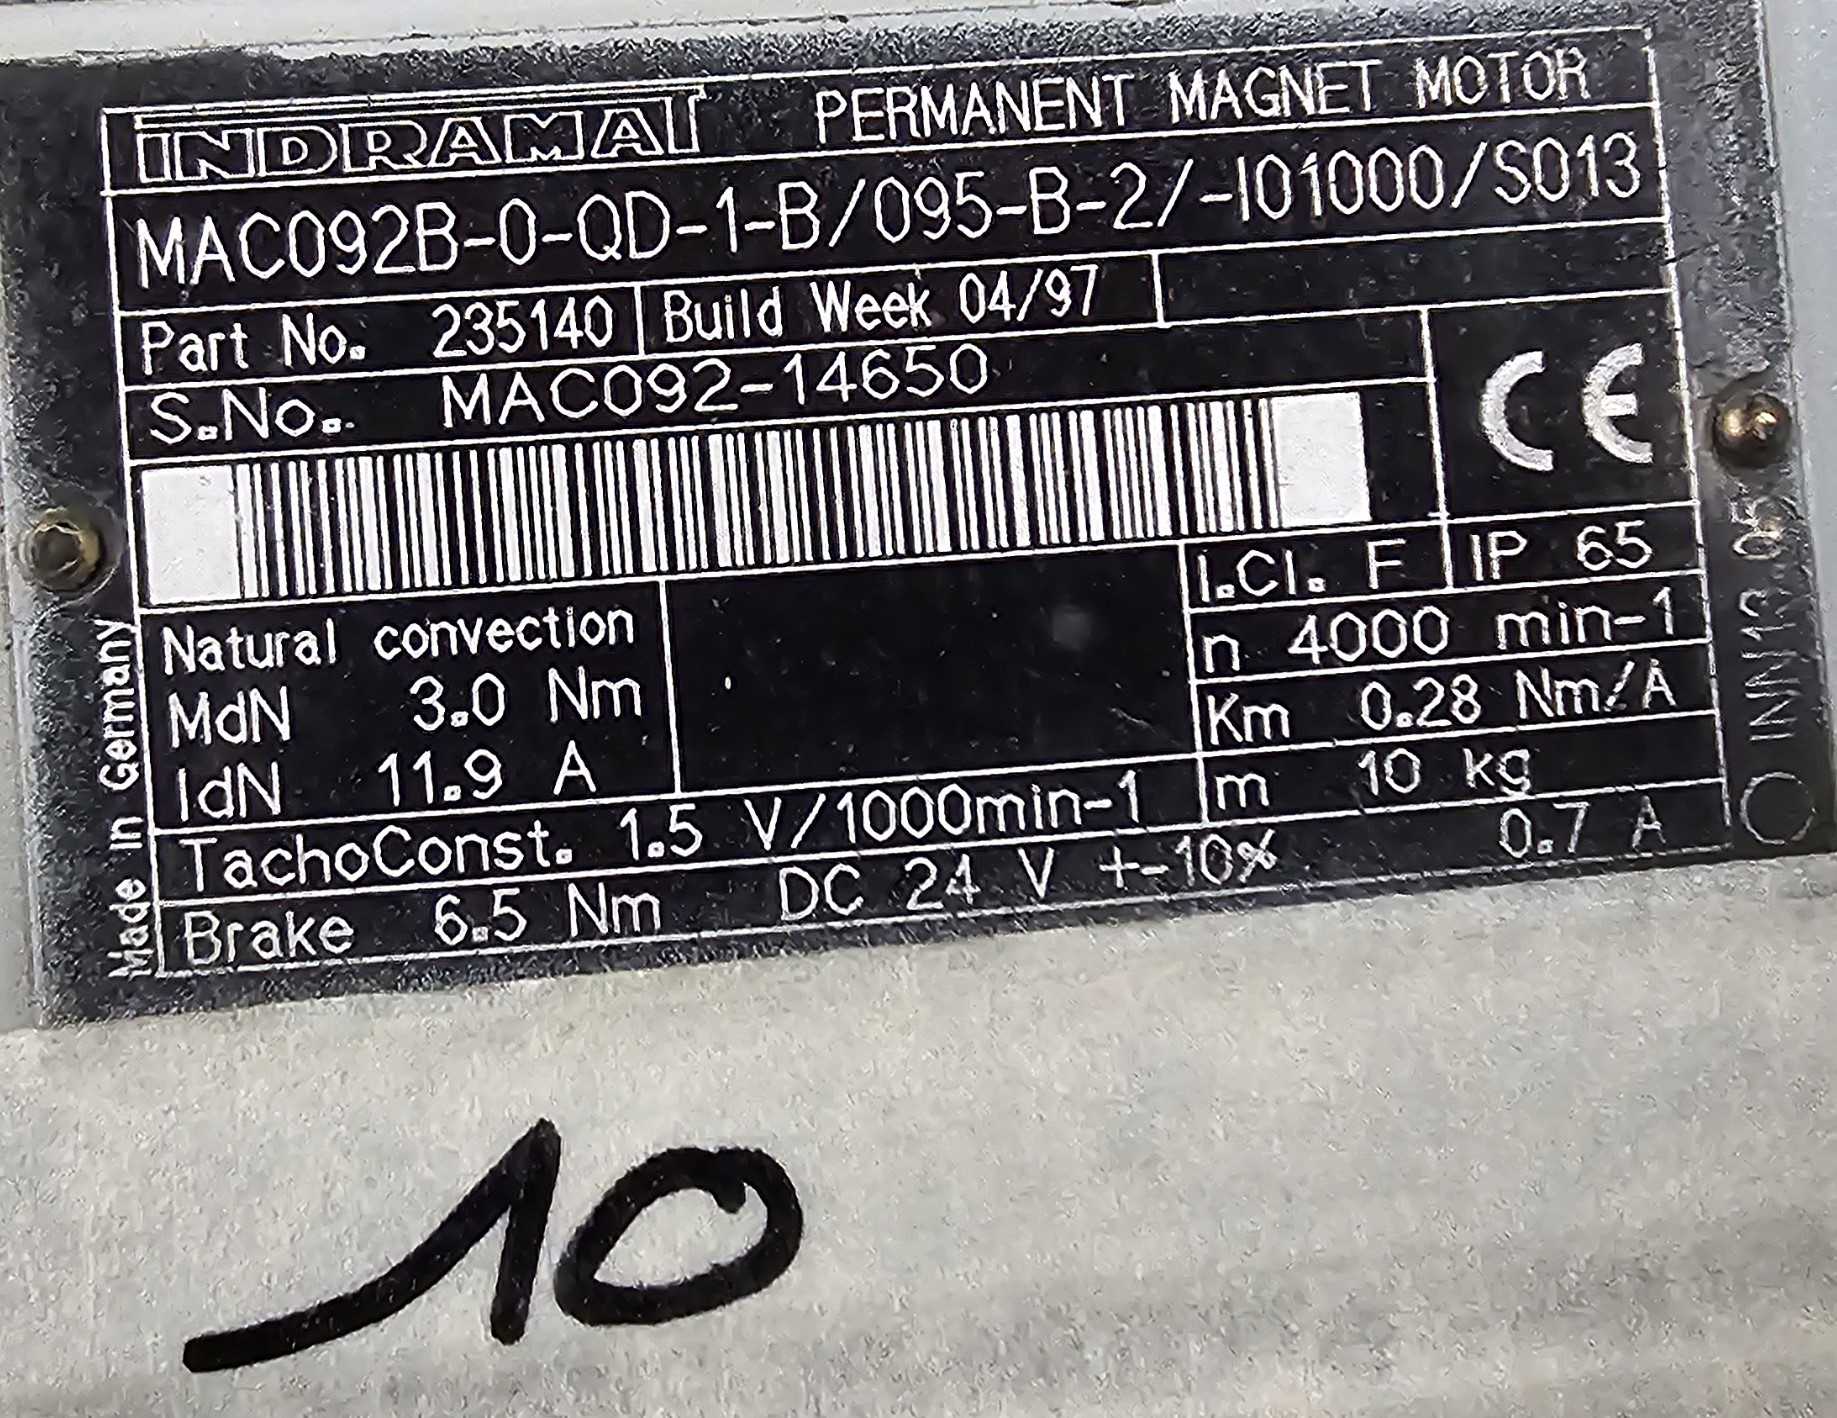 INDRAMAT PERMANENT MAGNET MOTOR
MAC092B-0-QD-1-B/095-B-2/-I01000/S013
Part No. 235140 Build Week 04/97
S.No. MAC092-14650
CE
I.Cl. F IP 65
Natural convection
n 4000 min-1
MdN 3.0 Nm
Km 0.28 Nm/A
IdN 11.9 A
m 10 kg
TachoConst. 1.5 V/1000min-1
Brake 6.5 Nm DC 24 V +-10% 0.7 A
Made in Germany
INN 13.05
10